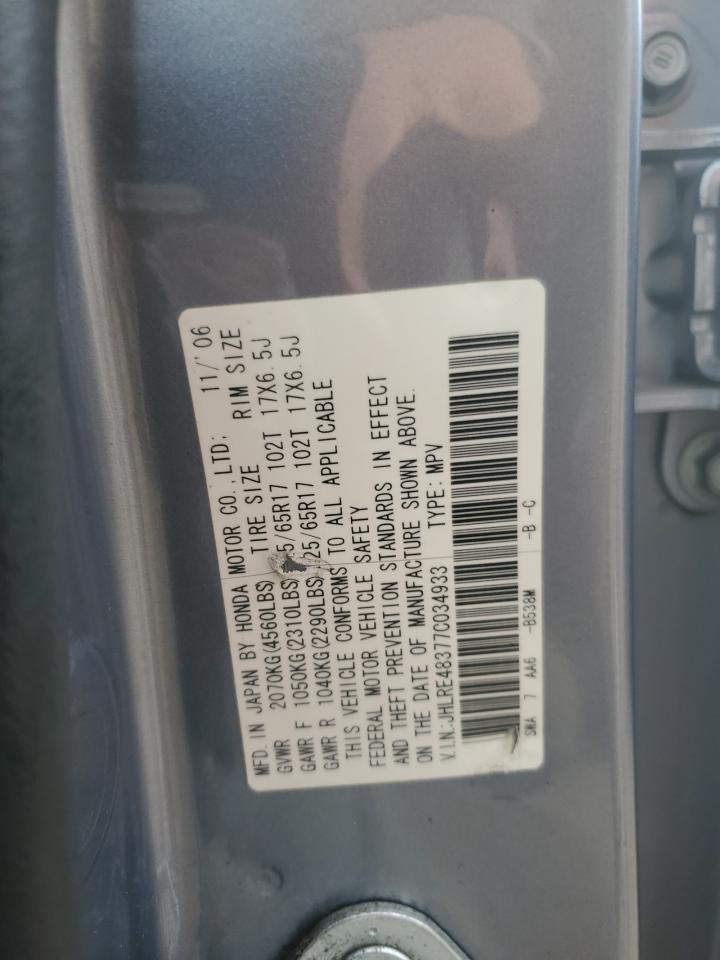 MFD. IN JAPAN BY HONDA MOTOR CO., LTD; 11/'06
GVWR 2070KG(4560LBS) TIRE SIZE RIM SIZE
GAWR F 1050KG(2310LBS) 5/65R17 102T 17X6.5J
GAWR R 1040KG(2290LBS) 25/65R17 102T 17X6.5J
THIS VEHICLE CONFORMS TO ALL APPLICABLE
FEDERAL MOTOR VEHICLE SAFETY
AND THEFT PREVENTION STANDARDS IN EFFECT
ON THE DATE OF MANUFACTURE SHOWN ABOVE.
V.I.N.:JHLRE48377C034933 TYPE: MPV
SWA 7 AA6 -B538M -B -C
10